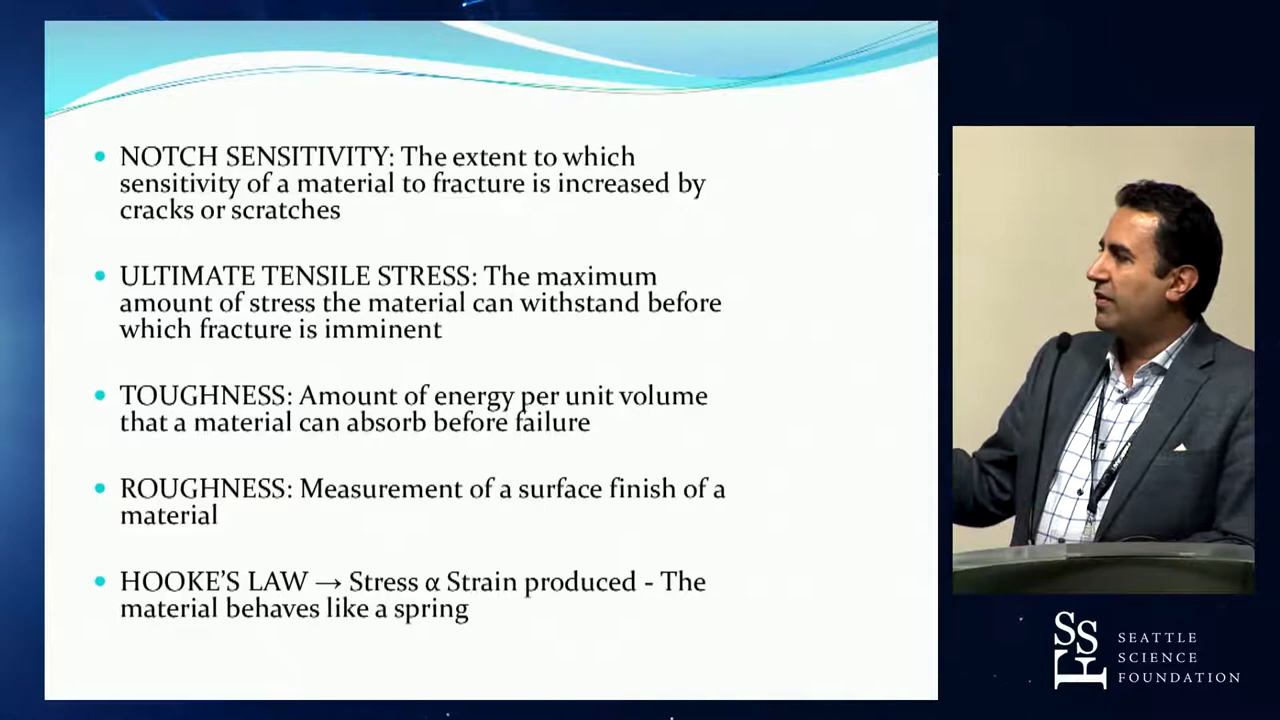 • NOTCH SENSITIVITY: The extent to which
sensitivity of a material to fracture is increased by
cracks or scratches
• ULTIMATE TENSILE STRESS: The maximum
amount of stress the material can withstand before
which fracture is imminent
• TOUGHNESS: Amount of energy per unit volume
that a material can absorb before failure
• ROUGHNESS: Measurement of a surface finish of a
material
• HOOKE'S LAW → Stress α Strain produced - The
material behaves like a spring
SSF
SEATTLE
SCIENCE
FOUNDATION